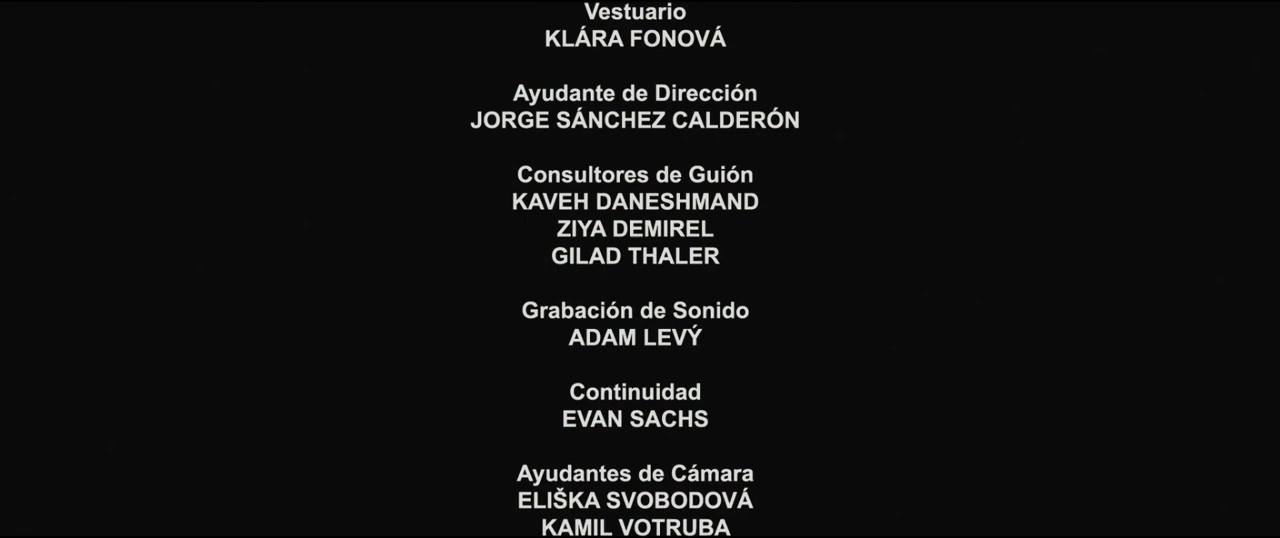 Vestuario
KLÁRA FONOVÁ
Ayudante de Dirección
JORGE SÁNCHEZ CALDERÓN
Consultores de Guión
KAVEH DANESHMAND
ZIYA DEMIREL
GILAD THALER
Grabación de Sonido
ADAM LEVÝ
Continuidad
EVAN SACHS
Ayudantes de Cámara
ELIŠKA SVOBODOVÁ
KAMIL VOTRUBA